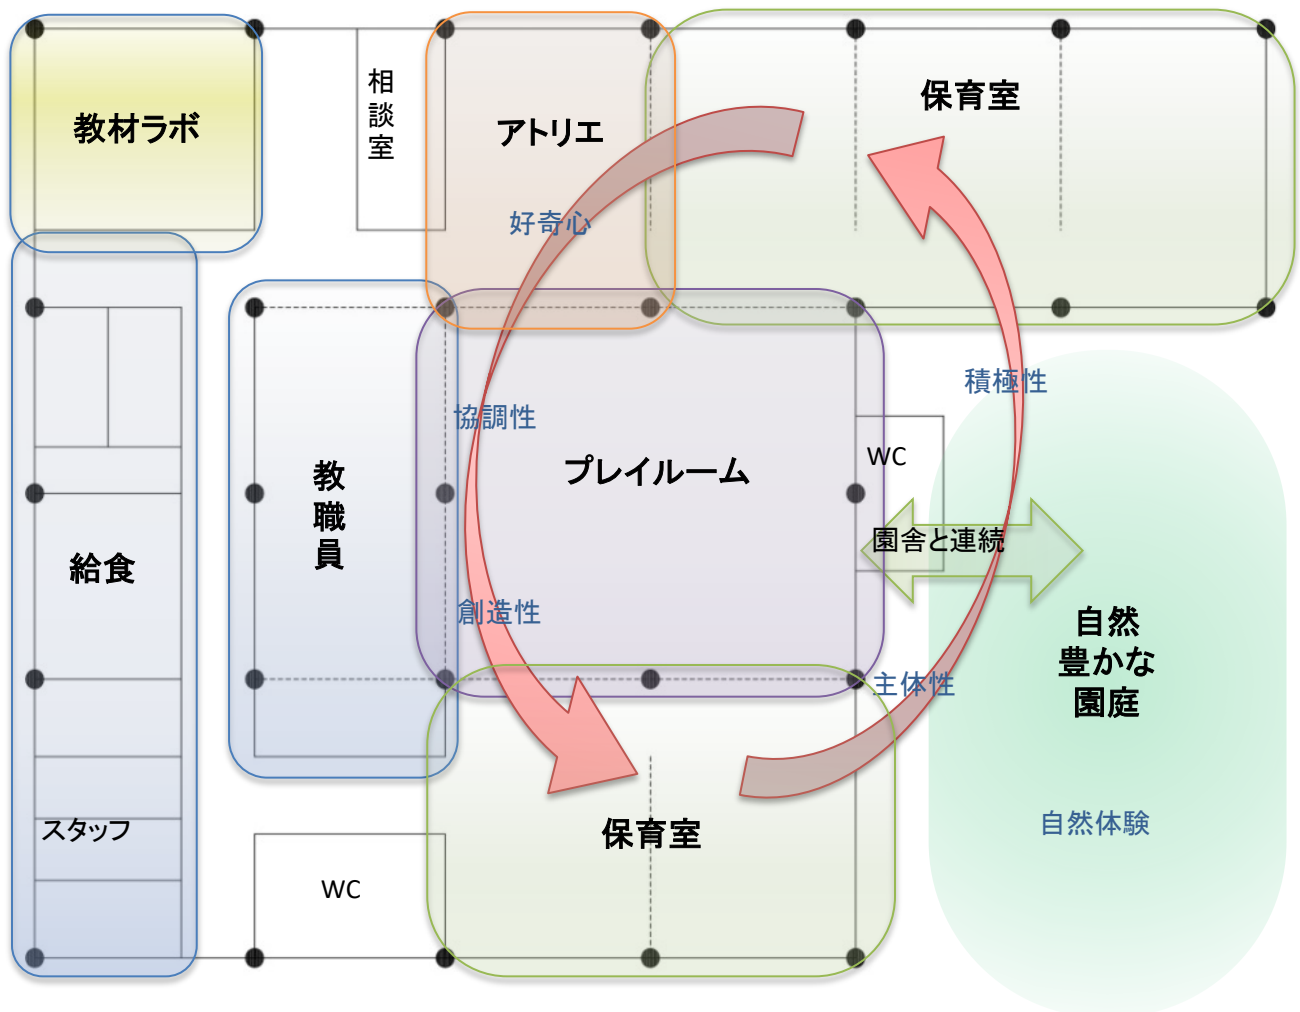 教材ラボ
相談室
アトリエ
保育室
好奇心
積極性
協調性
プレイルーム
WC
教職員
園舎と連続
給食
創造性
自然
豊かな
園庭
主体性
スタッフ
保育室
自然体験
WC